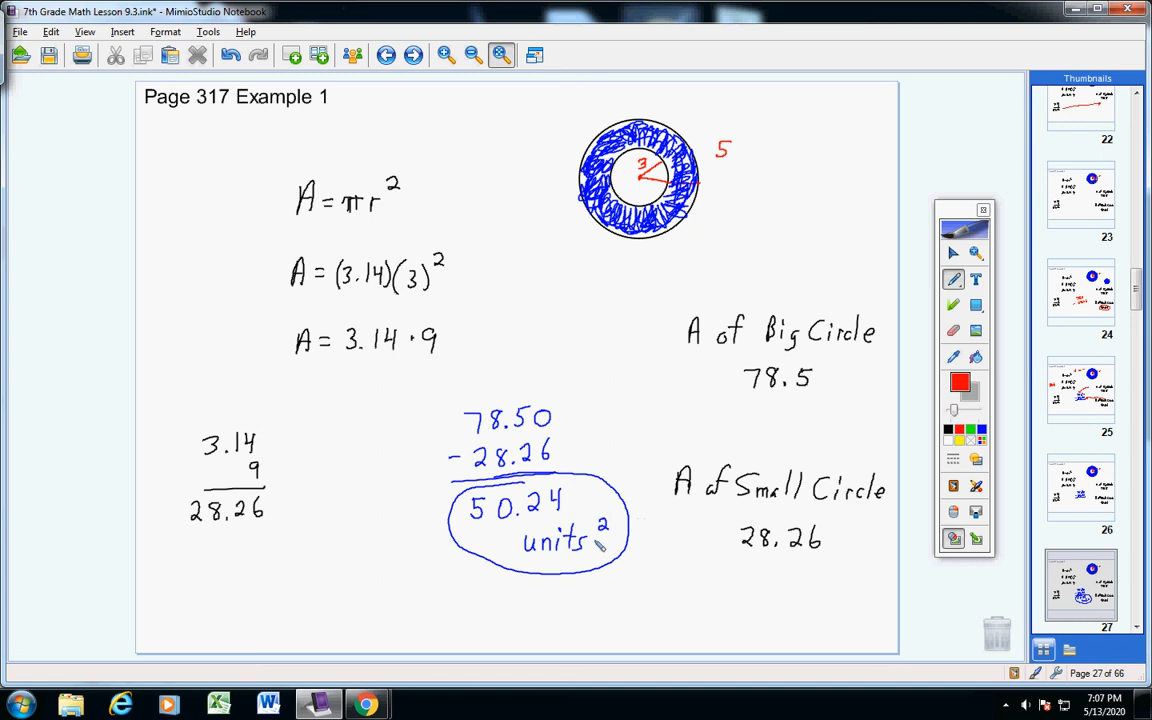 7th Grade Math Lesson 9.3.ink* - MimioStudio Notebook
File Edit View Insert Format Tools Help
Thumbnails
Page 317 Example 1
3
5
A = πr²
A = (3.14)(3)²
A = 3.14 · 9
A of Big Circle
78.5
3.14
9
28.26
78.50
- 28.26
50.24
units²
A of Small Circle
28.26
22
23
24
25
26
27
Page 27 of 66
7:07 PM
5/13/2020